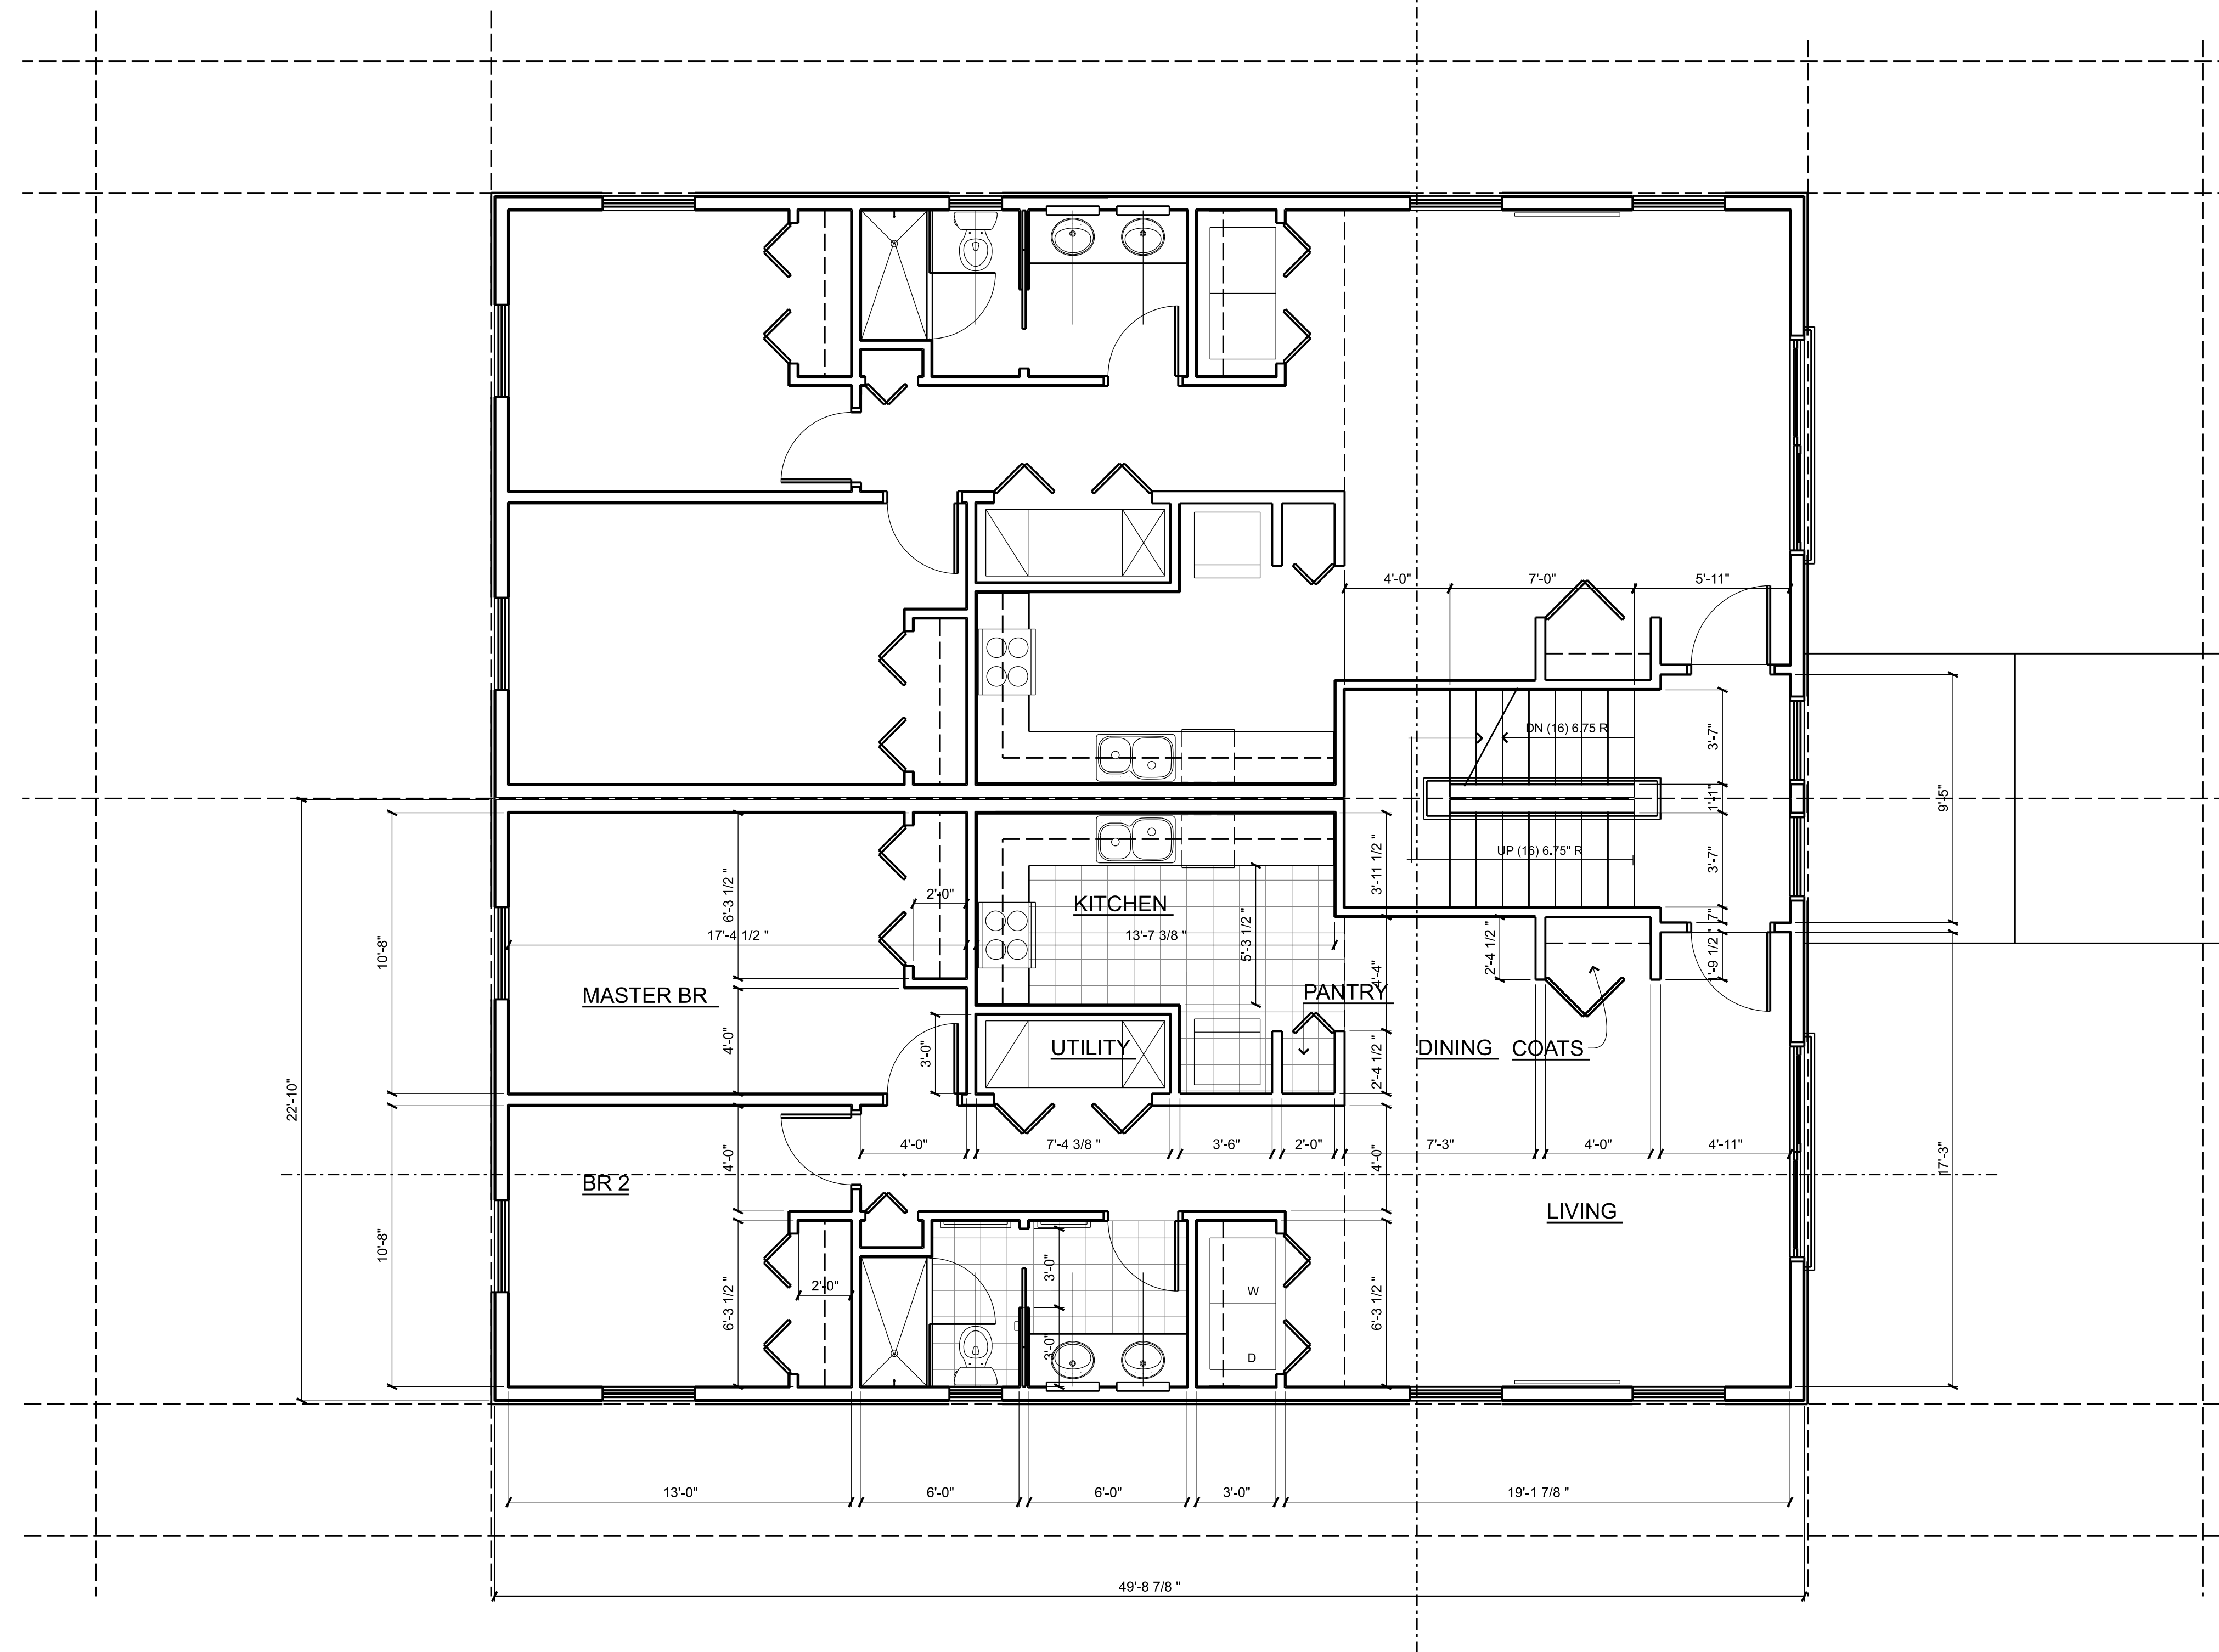 4'-0" 7'-0" 5'-11"
DN (16) 6.75 R
3'-7"
1'-11"
9'-5"
UP (16) 6.75" R
3'-7"
7"
3'-11 1/2 "
6'-3 1/2 "
2'-0"
KITCHEN
17'-4 1/2 "
13'-7 3/8 "
5'-3 1/2 "
2'-4 1/2 "
1'-9 1/2 "
10'-8"
4'-4"
MASTER BR
PANTRY
4'-0"
3'-0"
UTILITY
DINING
COATS
2'-4 1/2 "
22'-10"
4'-0" 7'-4 3/8 " 3'-6" 2'-0" 7'-3" 4'-0" 4'-11"
4'-0"
4'-0"
17'-3"
BR 2
LIVING
10'-8"
3'-0"
2'-0"
W
6'-3 1/2 "
6'-3 1/2 "
3'-0"
D
13'-0" 6'-0" 6'-0" 3'-0" 19'-1 7/8 "
49'-8 7/8 "